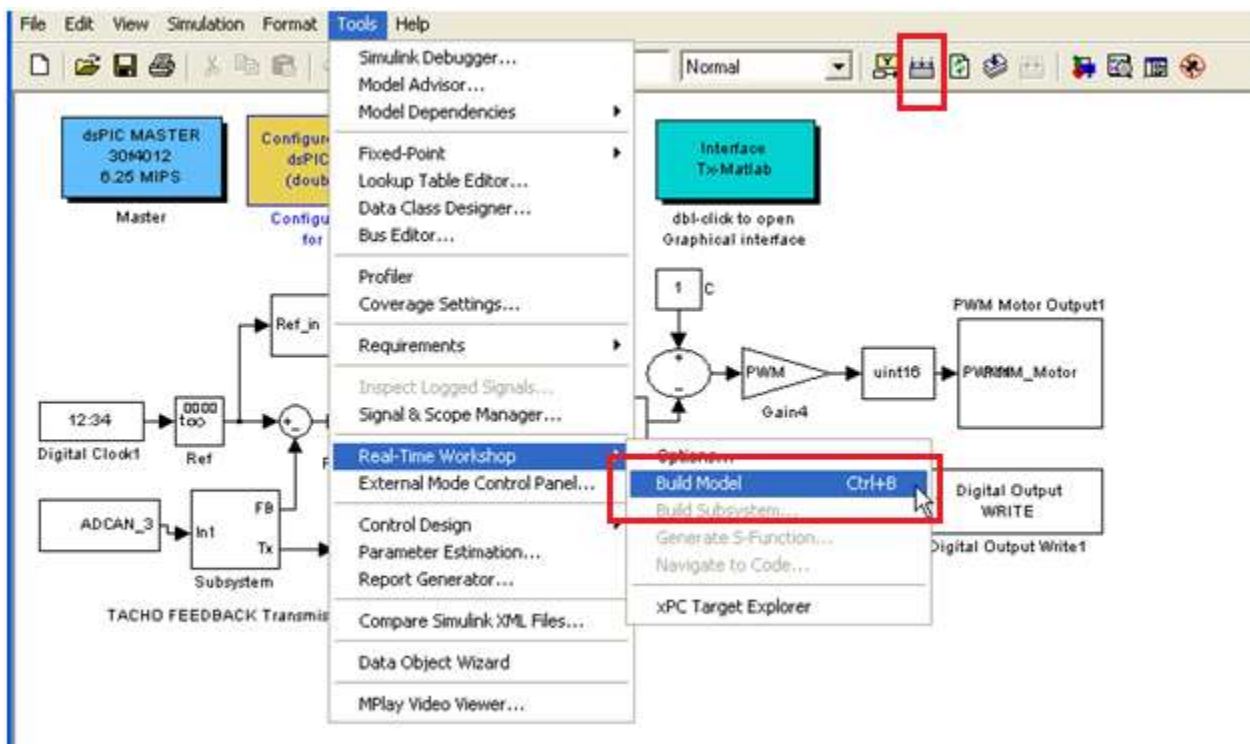 File Edit View Simulation Format Tools Help
Normal
Simulink Debugger...
Model Advisor...
Model Dependencies
Fixed-Point
Lookup Table Editor...
Data Class Designer...
Bus Editor...
Profiler
Coverage Settings...
Requirements
Inspect Logged Signals...
Signal & Scope Manager...
Real-Time Workshop
External Mode Control Panel...
Control Design
Parameter Estimation...
Report Generator...
Compare Simulink XML Files...
Data Object Wizard
MPlay Video Viewer...
Options...
Build Model Ctrl+B
Build Subsystem...
Generate S-Function...
Navigate to Code...
xPC Target Explorer
dsPIC MASTER
30f4012
6.25 MIPS
Master
Configu
for
Interface
Tx-Matlab
dbl-click to open
Graphical interface
Ref_in
1
C
PWM
Gain4
uint16
PWM Motor Output1
12:34
Digital Clock1
Ref
ADCAN_3
In1
FB
Tx
Subsystem
TACHO FEEDBACK Transmis
Digital Output
WRITE
Digital Output Write1